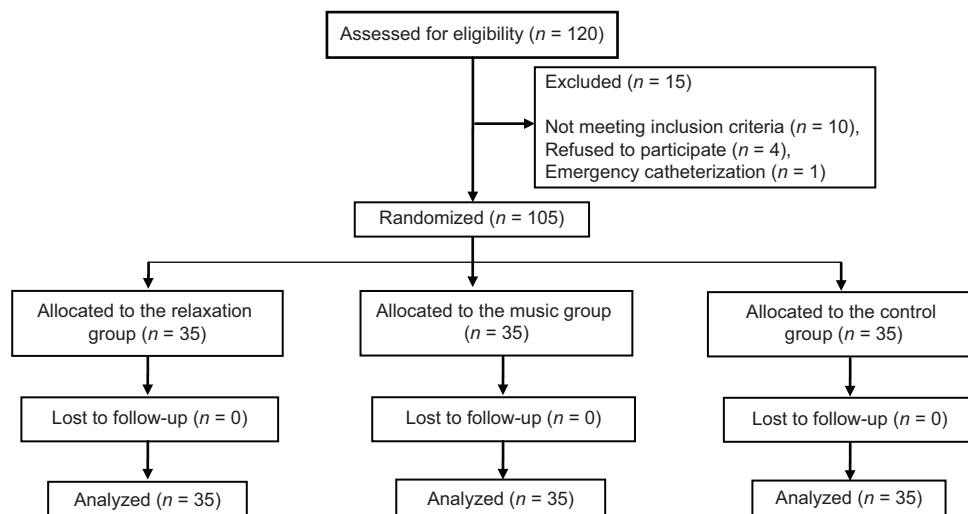 Assessed for eligibility (n = 120)
Excluded (n = 15)
Not meeting inclusion criteria (n = 10),
Refused to participate (n = 4),
Emergency catheterization (n = 1)
Randomized (n = 105)
Allocated to the relaxation
group (n = 35)
Allocated to the music group
(n = 35)
Allocated to the control
group (n = 35)
Lost to follow-up (n = 0)
Lost to follow-up (n = 0)
Lost to follow-up (n = 0)
Analyzed (n = 35)
Analyzed (n = 35)
Analyzed (n = 35)